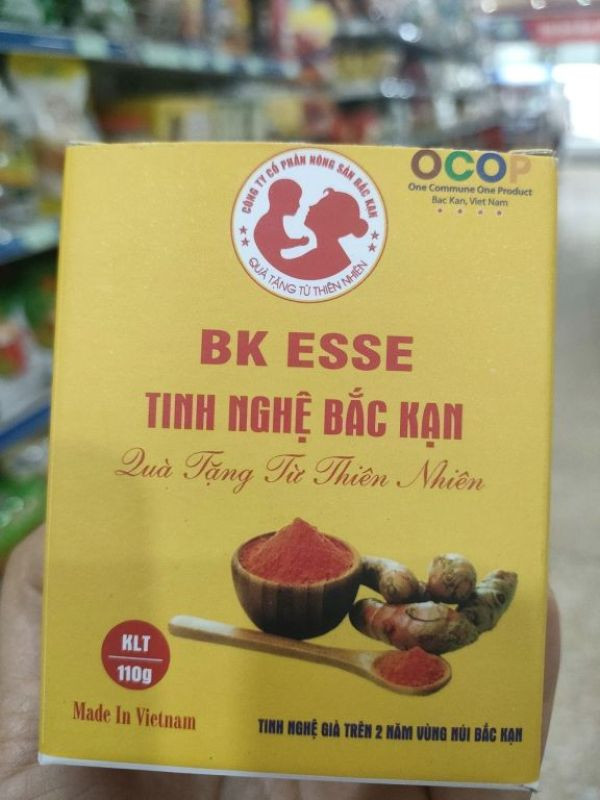 CÔNG TY CỔ PHẦN NÔNG SẢN BẮC KẠN
QUÀ TẶNG TỪ THIÊN NHIÊN
OCOP
One Commune One Product
Bac Kan, Viet Nam
BK ESSE
TINH NGHỆ BẮC KẠN
Quà Tặng Từ Thiên Nhiên
KLT
110g
Made In Vietnam
TINH NGHỆ GIÀ TRÊN 2 NĂM VÙNG NÚI BẮC KẠN